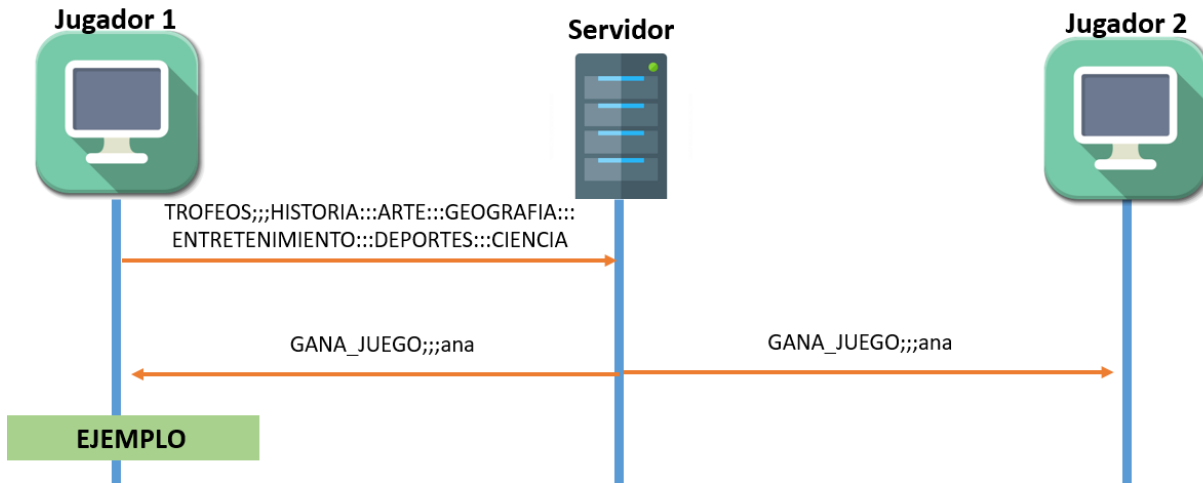 Jugador 1
Servidor
Jugador 2
TROFEOS;;;HISTORIA:::ARTE:::GEOGRAFIA:::
ENTRETENIMIENTO:::DEPORTES:::CIENCIA
GANA_JUEGO;;;ana
GANA_JUEGO;;;ana
EJEMPLO